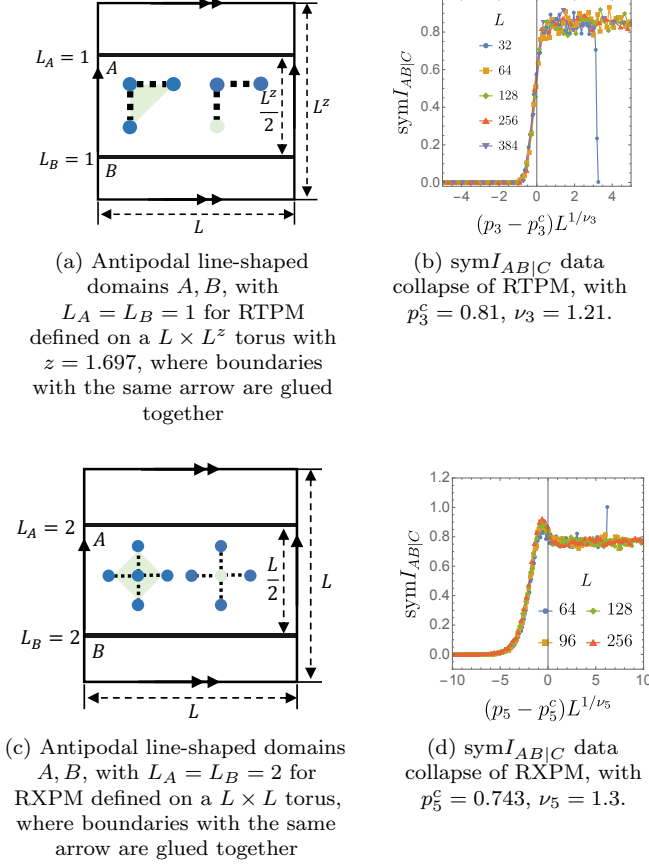 L_A = 1
A
L^z/2
L^z
L_B = 1
B
L
symI_{AB|C}
0.8
0.6
0.4
0.2
0.0
L
32
64
128
256
384
−4 −2 0 2 4
(p_3 − p_3^c)L^{1/ν_3}
(a) Antipodal line-shaped
domains A, B, with
L_A = L_B = 1 for RTPM
defined on a L × L^z torus with
z = 1.697, where boundaries
with the same arrow are glued
together
(b) symI_{AB|C} data
collapse of RTPM, with
p_3^c = 0.81, ν_3 = 1.21.
L_A = 2
A
L/2
L
L_B = 2
B
L
symI_{AB|C}
1.2
1.0
0.8
0.6
0.4
0.2
0.0
L
64 128
96 256
−10 −5 0 5 10
(p_5 − p_5^c)L^{1/ν_5}
(c) Antipodal line-shaped domains
A, B, with L_A = L_B = 2 for
RXPM defined on a L × L torus,
where boundaries with the same
arrow are glued together
(d) symI_{AB|C} data
collapse of RXPM, with
p_5^c = 0.743, ν_5 = 1.3.